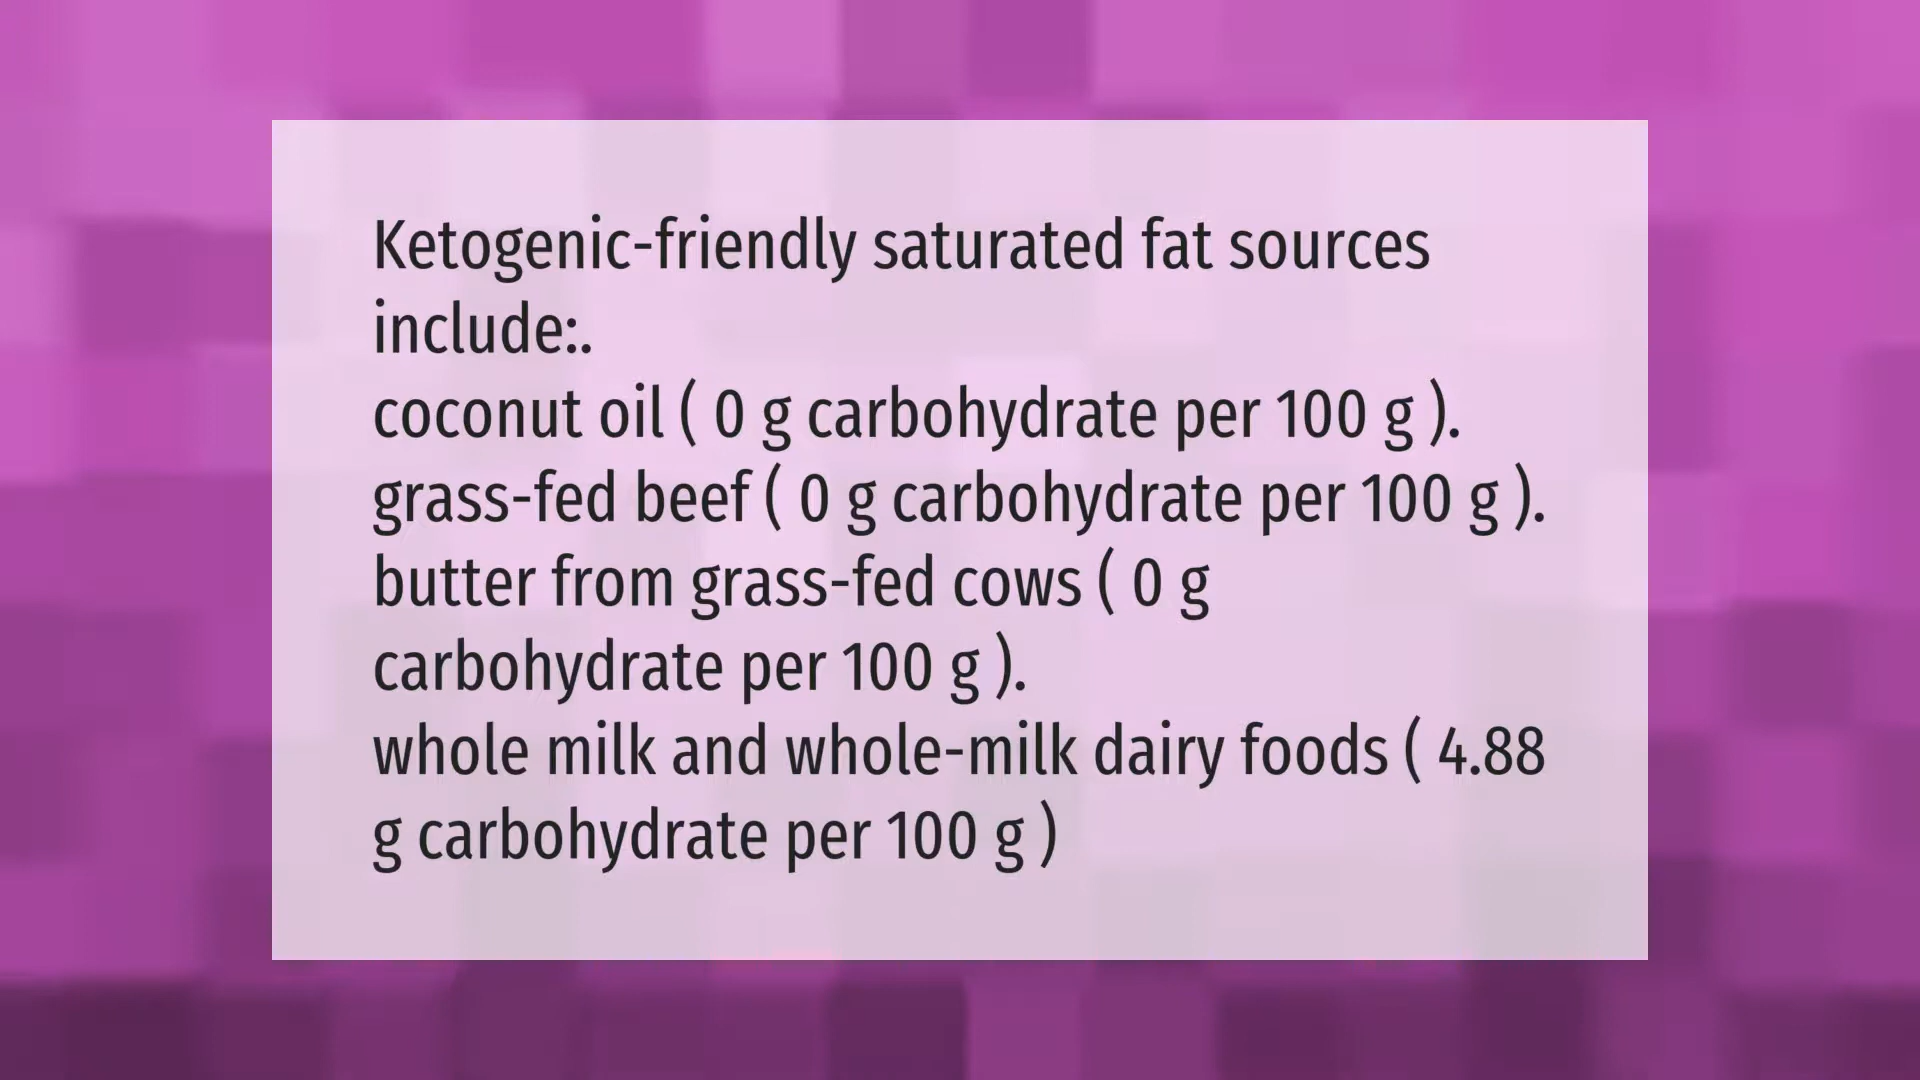 Ketogenic-friendly saturated fat sources
include:.
coconut oil ( 0 g carbohydrate per 100 g ).
grass-fed beef ( 0 g carbohydrate per 100 g ).
butter from grass-fed cows ( 0 g
carbohydrate per 100 g ).
whole milk and whole-milk dairy foods ( 4.88
g carbohydrate per 100 g )